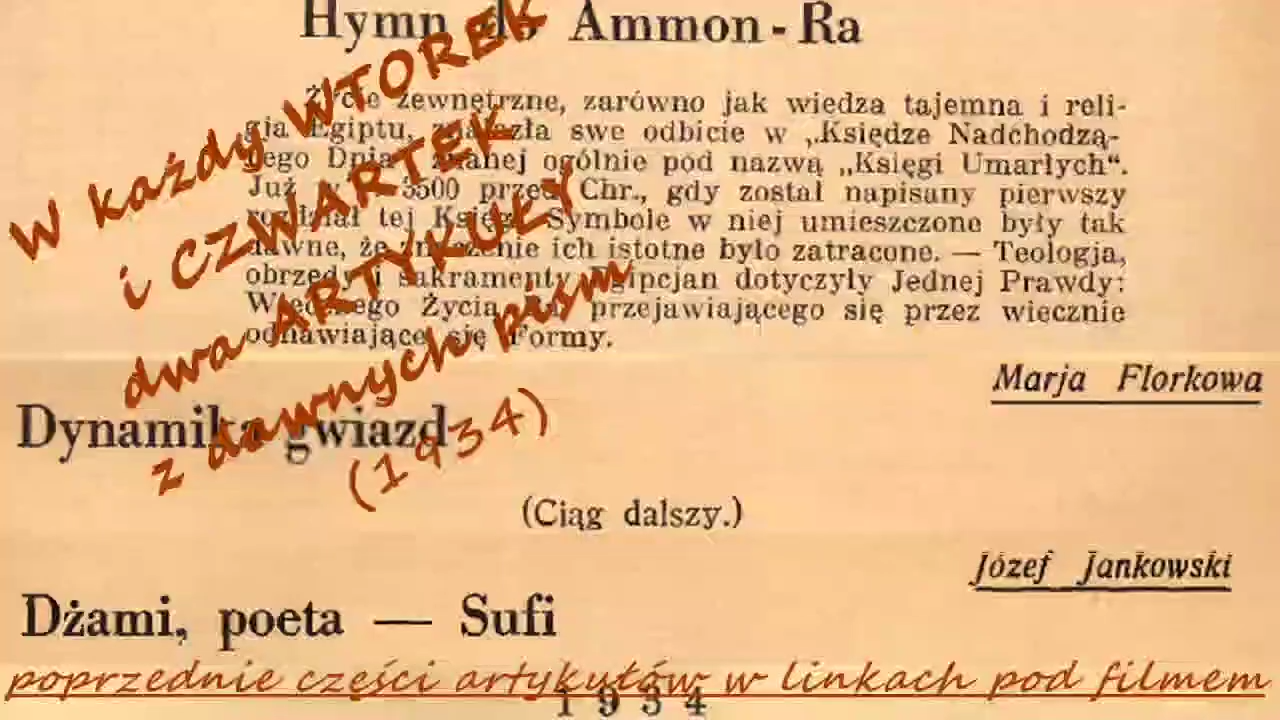 Hymn do Ammon-Ra
Życie zewnętrzne, zarówno jak wiedza tajemna i reli-
gja Egiptu, znalazła swe odbicie w „Księdze Nadchodzą-
cego Dnia" znanej ogólnie pod nazwą „Księgi Umarłych“.
Już w r. 3500 przed Chr., gdy został napisany pierwszy
rozdział tej Księgi. Symbole w niej umieszczone były tak
dawne, że znaczenie ich istotne było zatracone. — Teologja,
obrzędy i sakramenty Egipcjan dotyczyły Jednej Prawdy:
Wiecznego Życia przejawiającego się przez wiecznie
odnawiające się Formy.
Marja Florkowa
Dynamika gwiazd
(Ciąg dalszy.)
Józef Jankowski
Dżami, poeta — Sufi
1934
W każdy WTOREK
i CZWARTEK
dwa ARTYKUŁY
z dawnych pism
(1934)
poprzednie części artykułów w linkach pod filmem